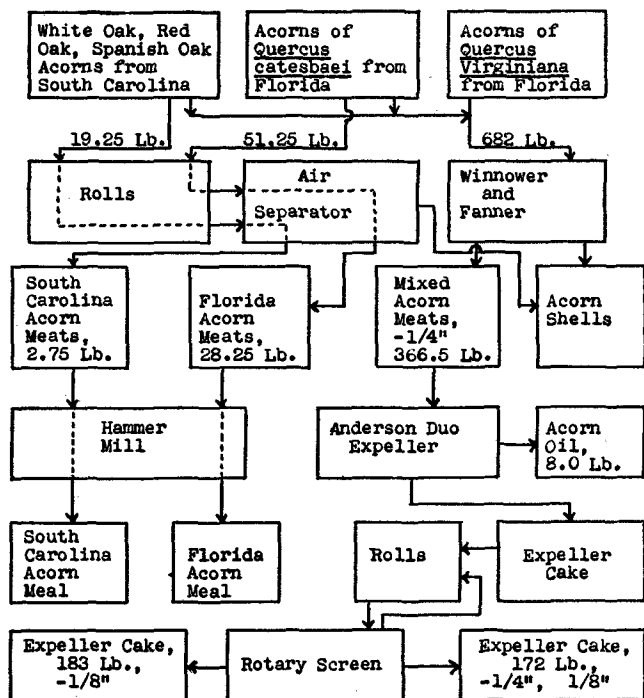 White Oak, Red
Oak, Spanish Oak
Acorns from
South Carolina
Acorns of
Quercus
catesbaei from
Florida
Acorns of
Quercus
Virginiana
from Florida
19.25 Lb.
51.25 Lb.
682 Lb.
Rolls
Air
Separator
Winnower
and
Fanner
South
Carolina
Acorn
Meats,
2.75 Lb.
Florida
Acorn
Meats,
28.25 Lb.
Mixed
Acorn
Meats,
-1/4"
366.5 Lb.
Acorn
Shells
Hammer
Mill
Anderson Duo
Expeller
Acorn
Oil,
8.0 Lb.
South
Carolina
Acorn
Meal
Florida
Acorn
Meal
Rolls
Expeller
Cake
Expeller Cake,
183 Lb.,
-1/8"
Rotary Screen
Expeller Cake,
172 Lb.,
-1/4", 1/8"